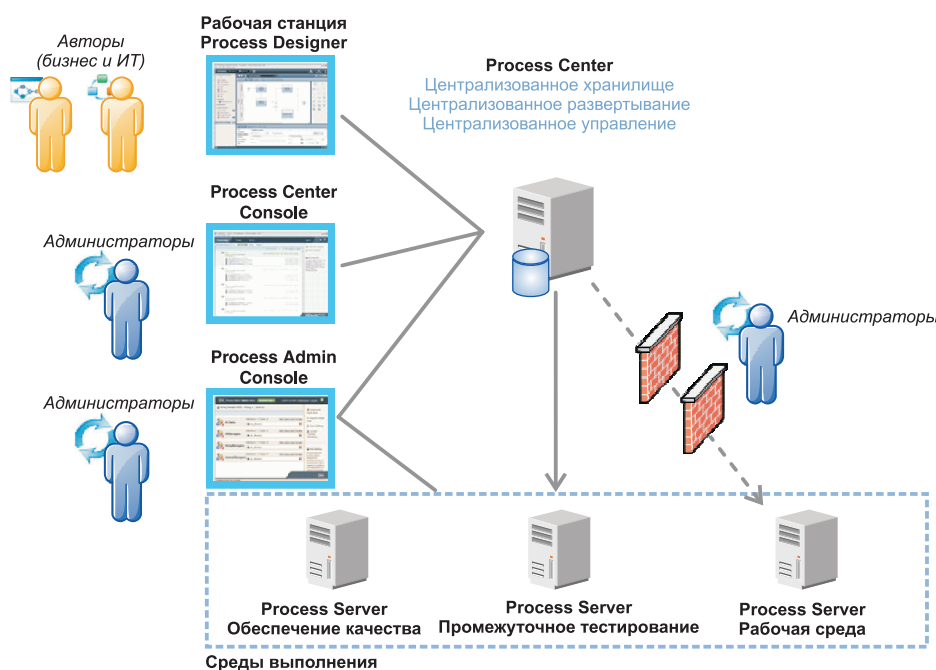 Авторы
(бизнес и ИТ)
Рабочая станция
Process Designer
Process Center
Централизованное хранилище
Централизованное развертывание
Централизованное управление
Process Center
Console
Администраторы
Администраторы
Process Admin
Console
Администраторы
Process Server
Обеспечение качества
Process Server
Промежуточное тестирование
Process Server
Рабочая среда
Среды выполнения